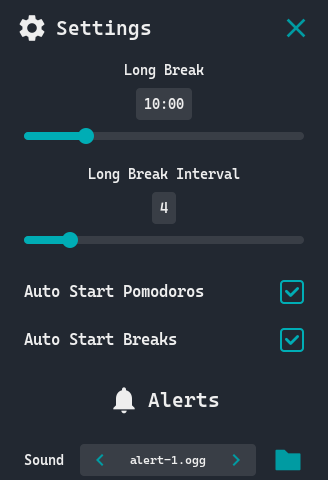 Settings
Long Break
10:00
Long Break Interval
4
Auto Start Pomodoros
Auto Start Breaks
Alerts
Sound alert-1.ogg